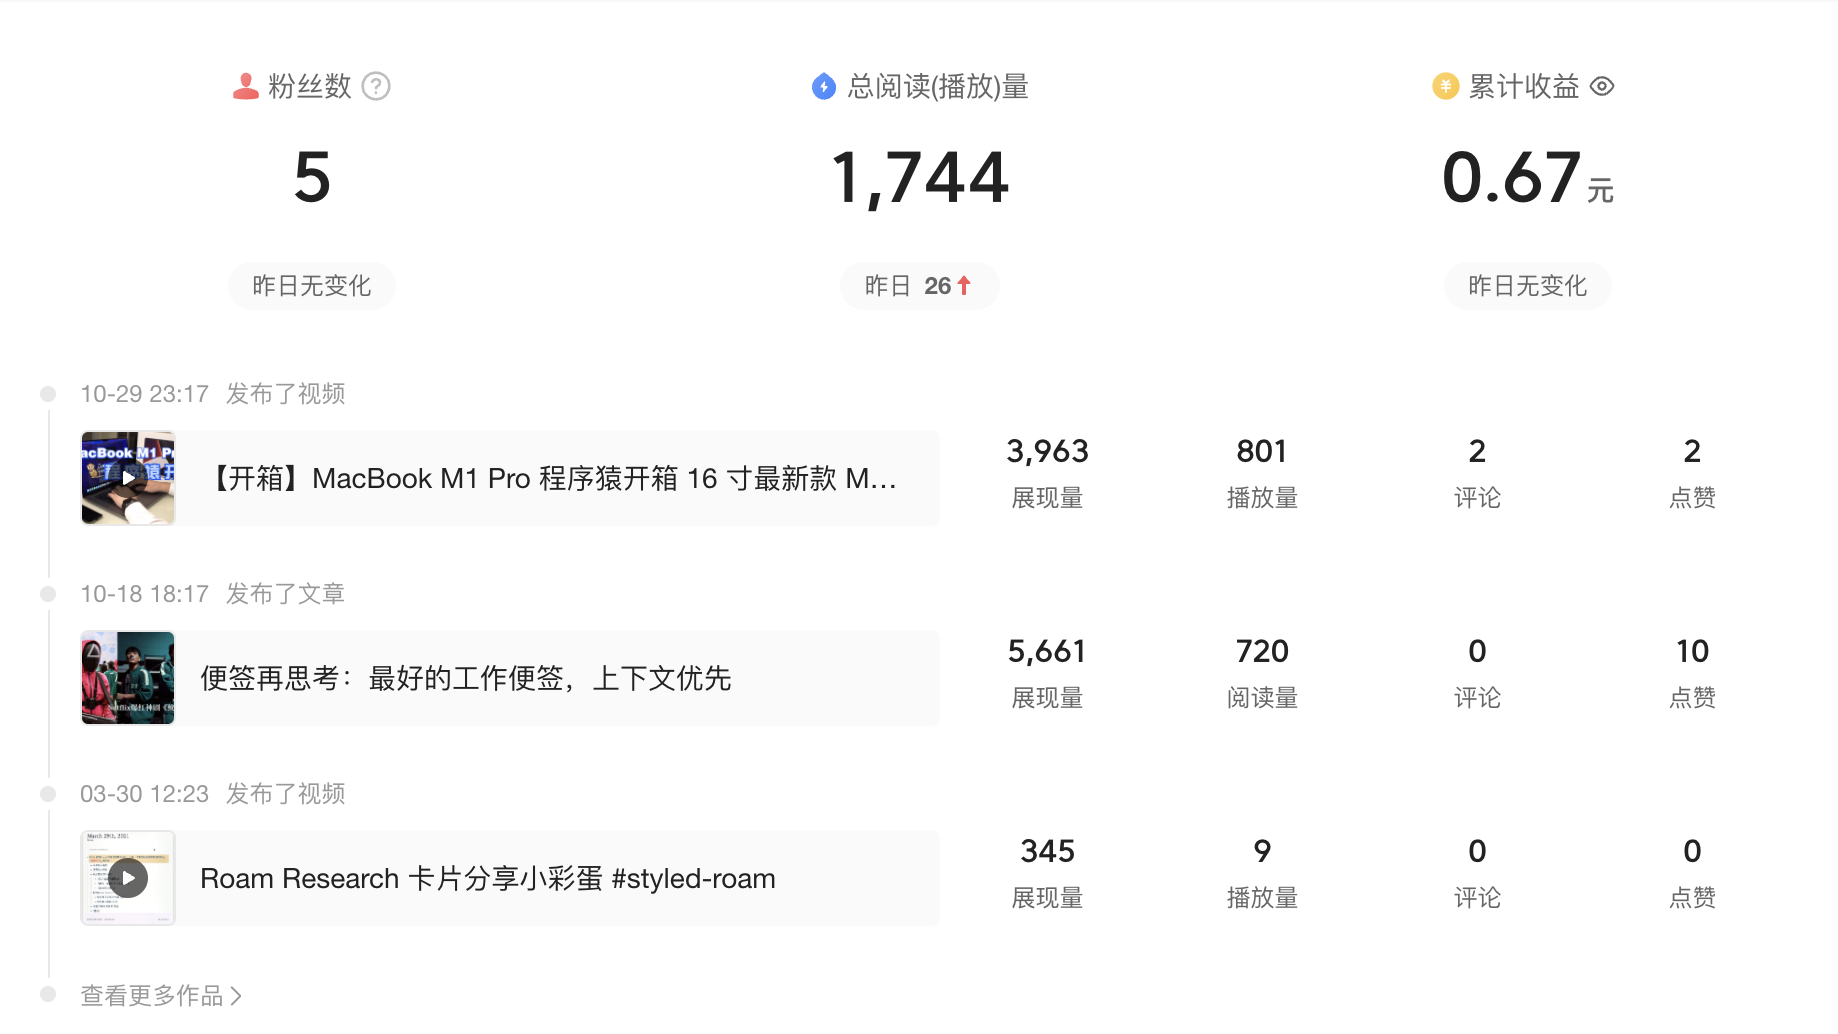 粉丝数
总阅读(播放)量
累计收益
5
1,744
0.67元
昨日无变化
昨日 26
昨日无变化
10-29 23:17 发布了视频
【开箱】MacBook M1 Pro 程序猿开箱 16 寸最新款 M...
3,963
801
2
2
展现量
播放量
评论
点赞
10-18 18:17 发布了文章
便签再思考：最好的工作便签，上下文优先
5,661
720
0
10
展现量
阅读量
评论
点赞
03-30 12:23 发布了视频
Roam Research 卡片分享小彩蛋 #styled-roam
345
9
0
0
展现量
播放量
评论
点赞
查看更多作品